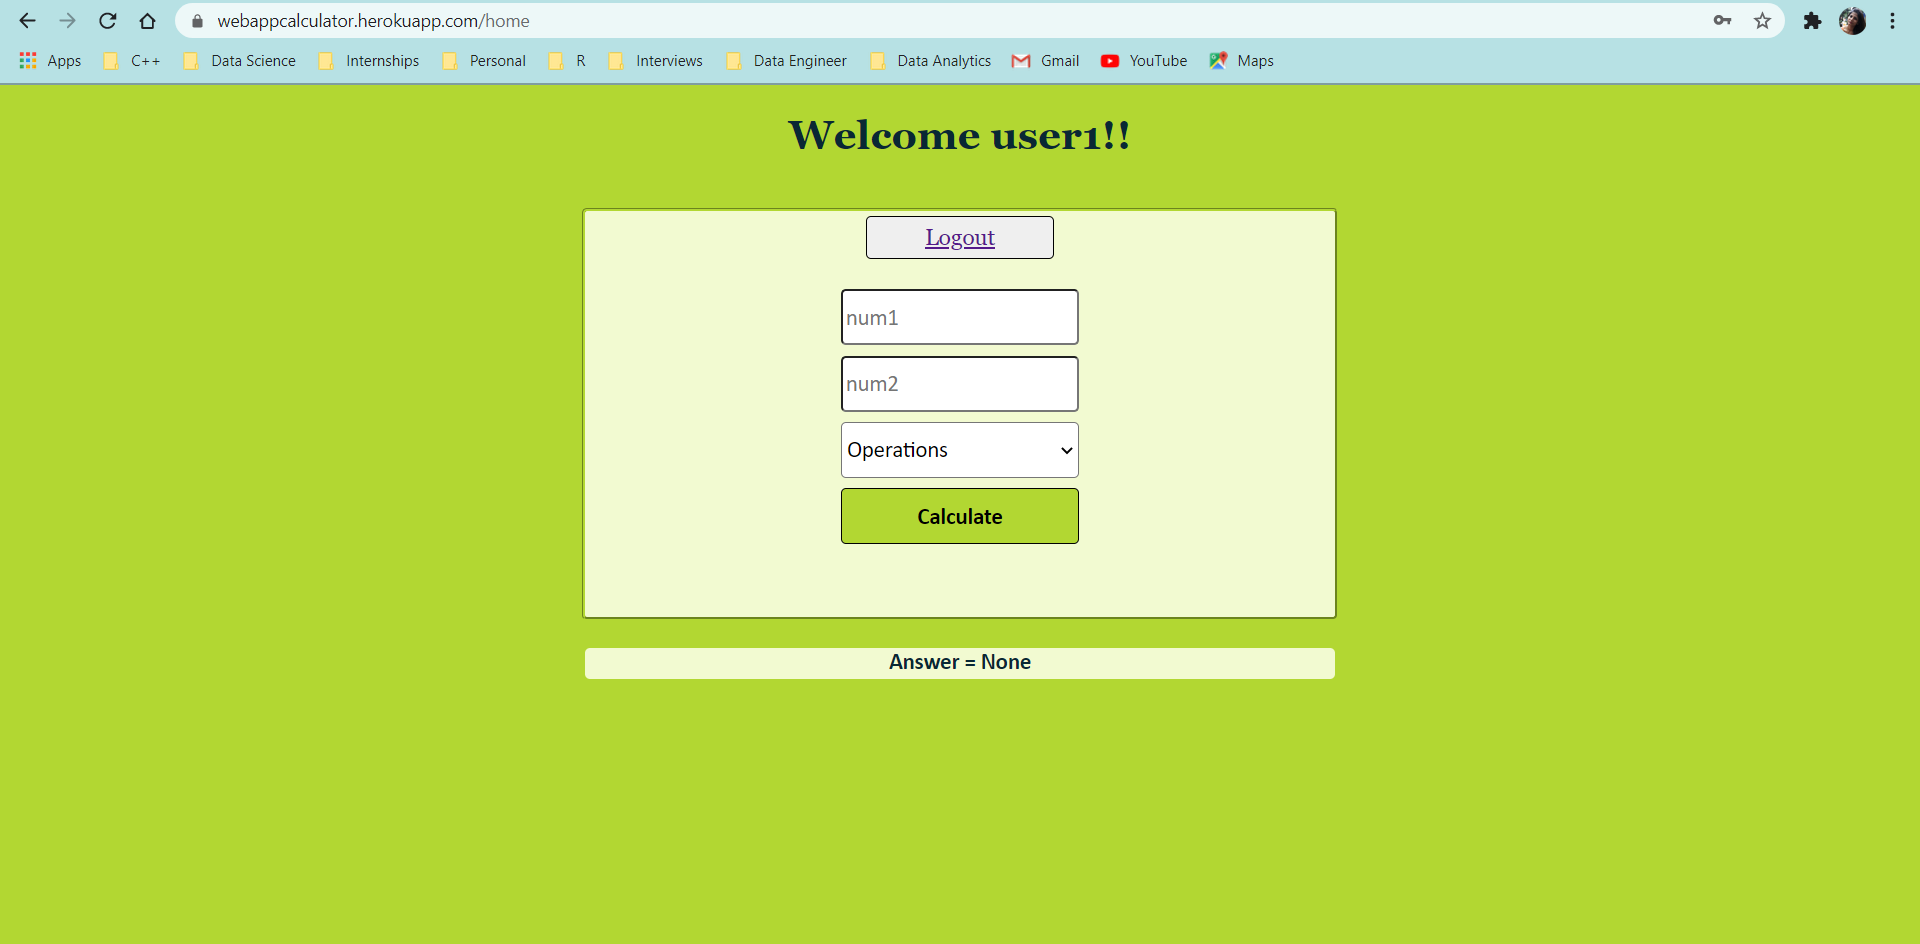 webappcalculator.herokuapp.com/home
Apps C++ Data Science Internships Personal R Interviews Data Engineer Data Analytics Gmail YouTube Maps
Welcome user1!!
Logout
num1
num2
Operations
Calculate
Answer = None